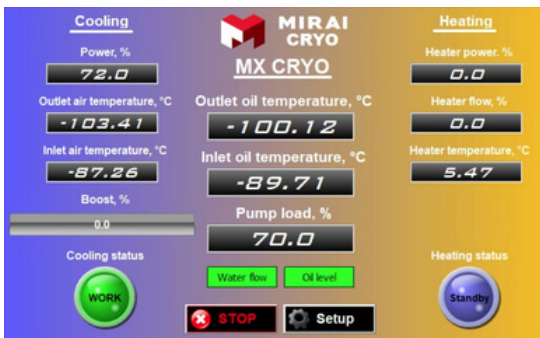 Cooling
Power, %
72.0
Outlet air temperature, °C
-103.41
Inlet air temperature, °C
-87.26
Boost, %
0.0
Cooling status
WORK
MIRAI
CRYO
MX CRYO
Outlet oil temperature, °C
-100.12
Inlet oil temperature, °C
-89.71
Pump load, %
70.0
Water flow
Oil level
STOP
Setup
Heating
Heater power. %
0.0
Heater flow, %
0.0
Heater temperature, °C
5.47
Heating status
Standby